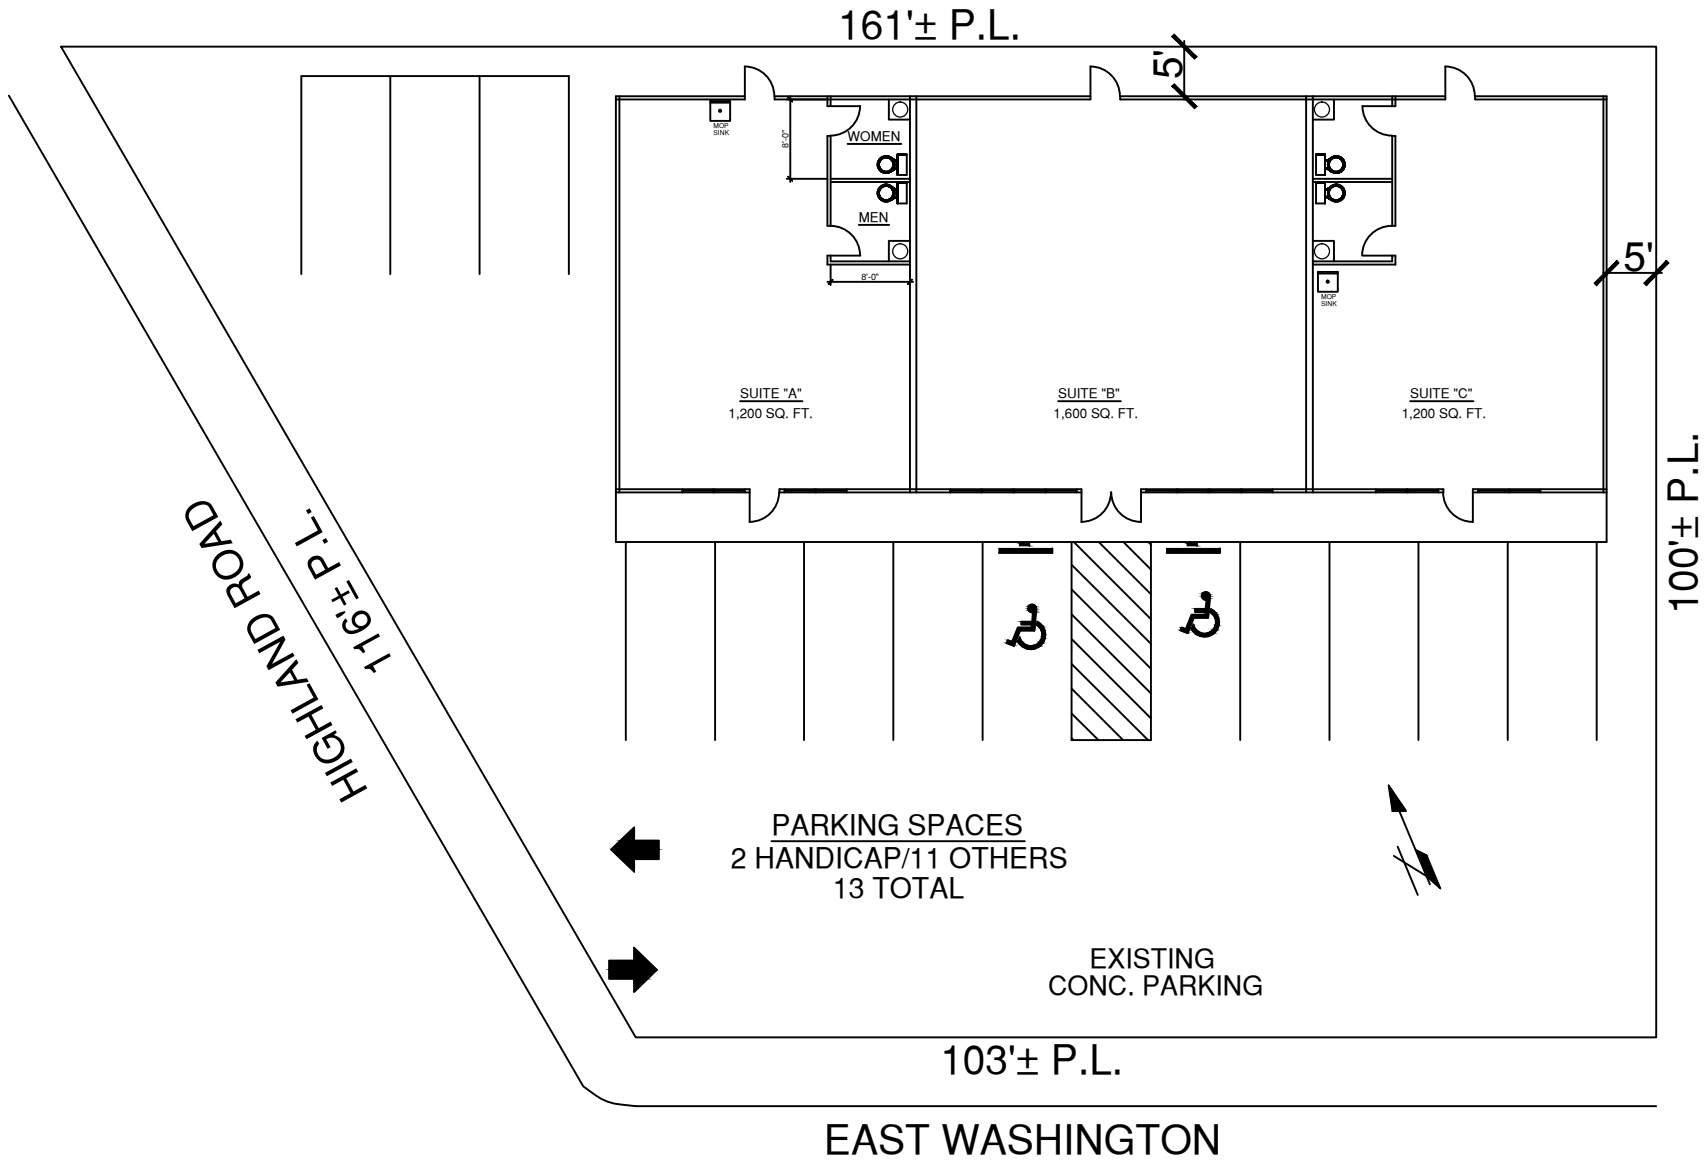 161'± P.L.
5'
MOP
SINK
8'-0"
WOMEN
MEN
8'-0"
5'
MOP
SINK
SUITE "A"
1,200 SQ. FT.
SUITE "B"
1,600 SQ. FT.
SUITE "C"
1,200 SQ. FT.
100'± P.L.
HIGHLAND ROAD
116'± P.L.
PARKING SPACES
2 HANDICAP/11 OTHERS
13 TOTAL
EXISTING
CONC. PARKING
103'± P.L.
EAST WASHINGTON